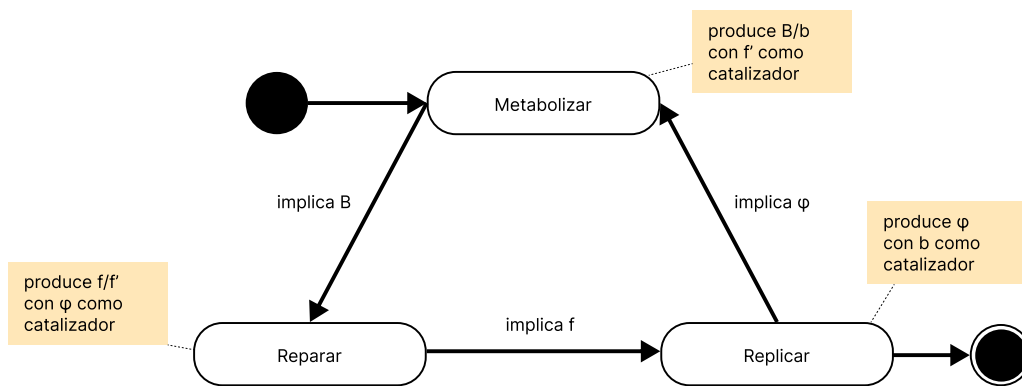 produce B/b
con f’ como
catalizador
Metabolizar
implica B
implica φ
produce φ
con b como
catalizador
produce f/f’
con φ como
catalizador
implica f
Reparar
Replicar